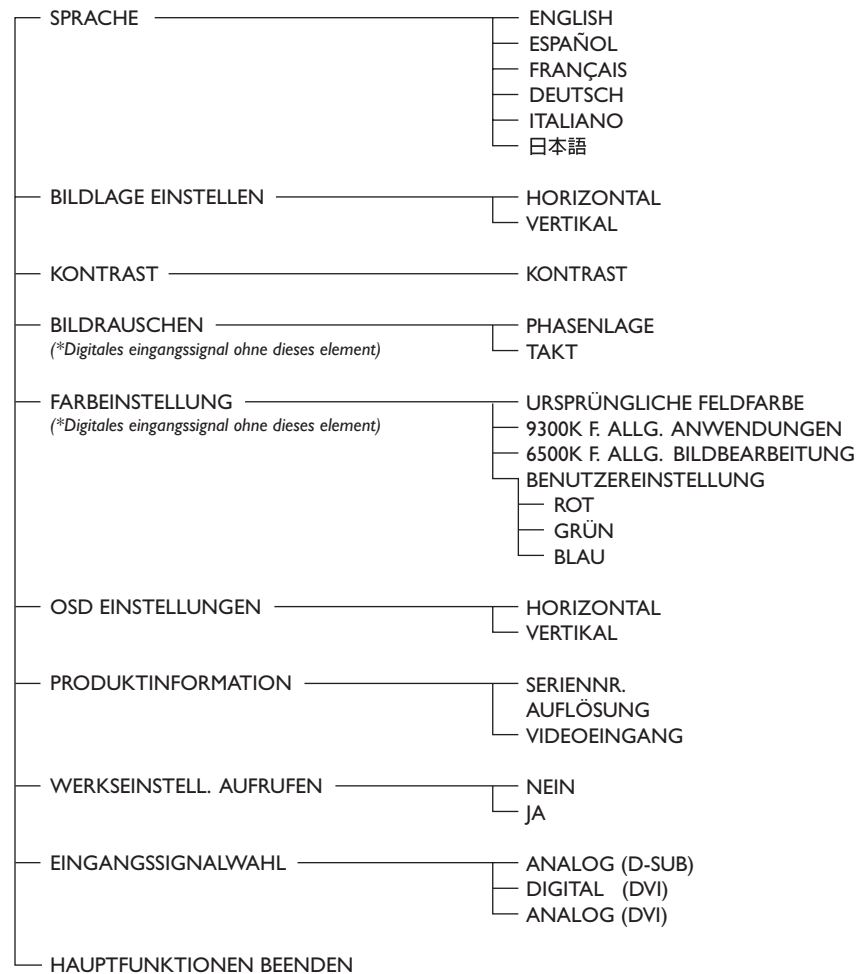 SPRACHE ENGLISH
ESPAÑOL
FRANÇAIS
DEUTSCH
ITALIANO
日本語
BILDLAGE EINSTELLEN HORIZONTAL
VERTIKAL
KONTRAST KONTRAST
BILDRAUSCHEN PHASENLAGE
(*Digitales eingangssignal ohne dieses element) TAKT
FARBEINSTELLUNG URSPRÜNGLICHE FELDFARBE
(*Digitales eingangssignal ohne dieses element) 9300K F. ALLG. ANWENDUNGEN
6500K F. ALLG. BILDBEARBEITUNG
BENUTZEREINSTELLUNG
ROT
GRÜN
BLAU
OSD EINSTELLUNGEN HORIZONTAL
VERTIKAL
PRODUKTINFORMATION SERIENNR.
AUFLÖSUNG
VIDEOEINGANG
WERKSEINSTELL. AUFRUFEN NEIN
JA
EINGANGSSIGNALWAHL ANALOG (D-SUB)
DIGITAL (DVI)
ANALOG (DVI)
HAUPTFUNKTIONEN BEENDEN